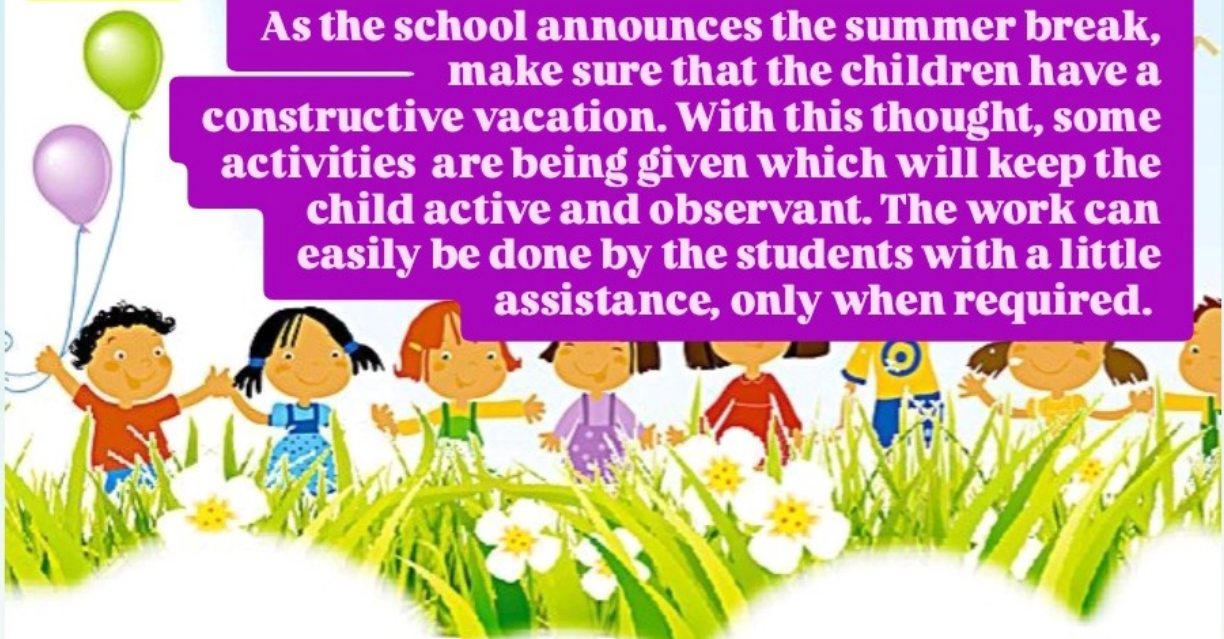 As the school announces the summer break,
make sure that the children have a
constructive vacation. With this thought, some
activities are being given which will keep the
child active and observant. The work can
easily be done by the students with a little
assistance, only when required.